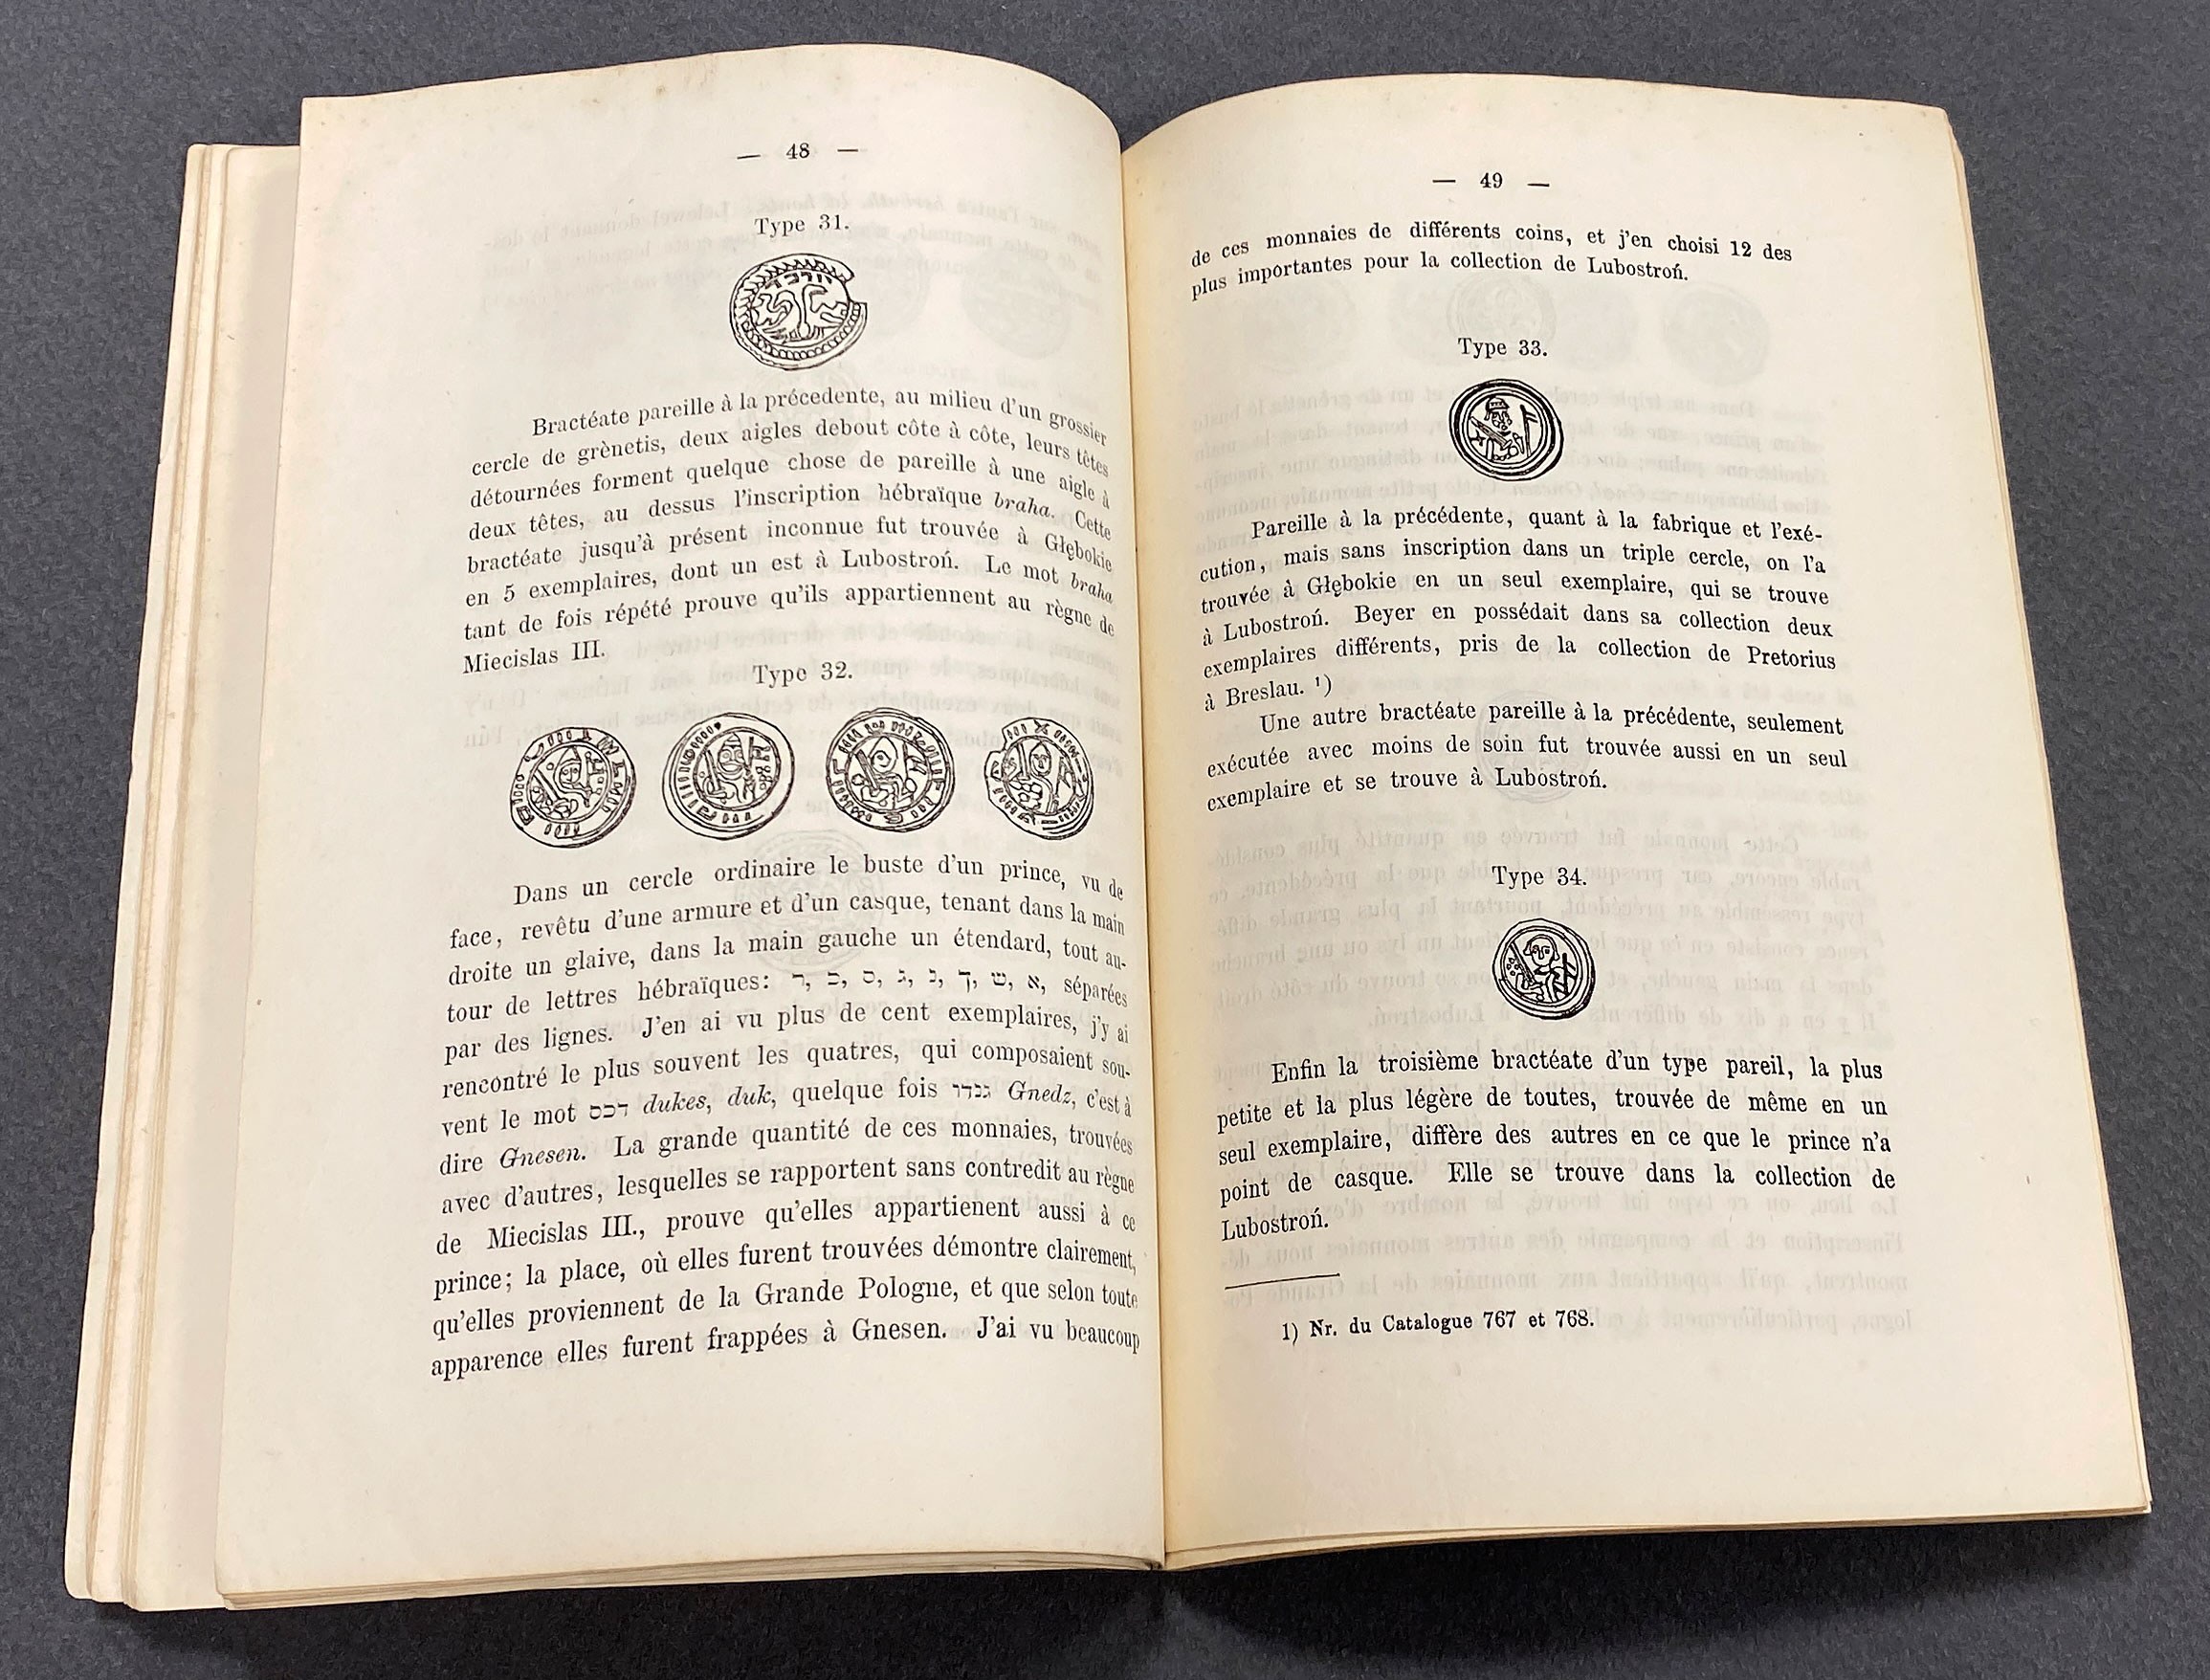 — 48 —
Type 31.
Bractéate pareille à la précedente, au milieu d'un grossier
cercle de grènetis, deux aigles debout côte à côte, leurs têtes
détournées forment quelque chose de pareille à une aigle à
deux têtes, au dessus l'inscription hébraïque braha. Cette
bractéate jusqu'à présent inconnue fut trouvée à Głębokie
en 5 exemplaires, dont un est à Lubostroń. Le mot braha
tant de fois répété prouve qu'ils appartiennent au règne de
Miecislas III.
Type 32.
Dans un cercle ordinaire le buste d'un prince, vu de
face, revêtu d'une armure et d'un casque, tenant dans la main
droite un glaive, dans la main gauche un étendard, tout au-
tour de lettres hébraïques: ר, כ, ס, ג, נ, ך, ש, א, séparées
par des lignes. J'en ai vu plus de cent exemplaires, j'y ai
rencontré le plus souvent les quatres, qui composaient sou-
vent le mot דכס dukes, duk, quelque fois גנדר Gnedz, c'est à
dire Gnesen. La grande quantité de ces monnaies, trouvées
avec d'autres, lesquelles se rapportent sans contredit au règne
de Miecislas III., prouve qu'elles appartienent aussi à ce
prince; la place, où elles furent trouvées démontre clairement,
qu'elles proviennent de la Grande Pologne, et que selon toute
apparence elles furent frappées à Gnesen. J'ai vu beaucoup
— 49 —
de ces monnaies de différents coins, et j'en choisi 12 des
plus importantes pour la collection de Lubostroń.
Type 33.
Pareille à la précédente, quant à la fabrique et l'exé-
cution, mais sans inscription dans un triple cercle, on l'a
trouvée à Głębokie en un seul exemplaire, qui se trouve
à Lubostroń. Beyer en possédait dans sa collection deux
exemplaires différents, pris de la collection de Pretorius
à Breslau. ¹)
Une autre bractéate pareille à la précédente, seulement
exécutée avec moins de soin fut trouvée aussi en un seul
exemplaire et se trouve à Lubostroń.
Type 34.
Enfin la troisième bractéate d'un type pareil, la plus
petite et la plus légère de toutes, trouvée de même en un
seul exemplaire, diffère des autres en ce que le prince n'a
point de casque. Elle se trouve dans la collection de
Lubostroń.
1) Nr. du Catalogue 767 et 768.